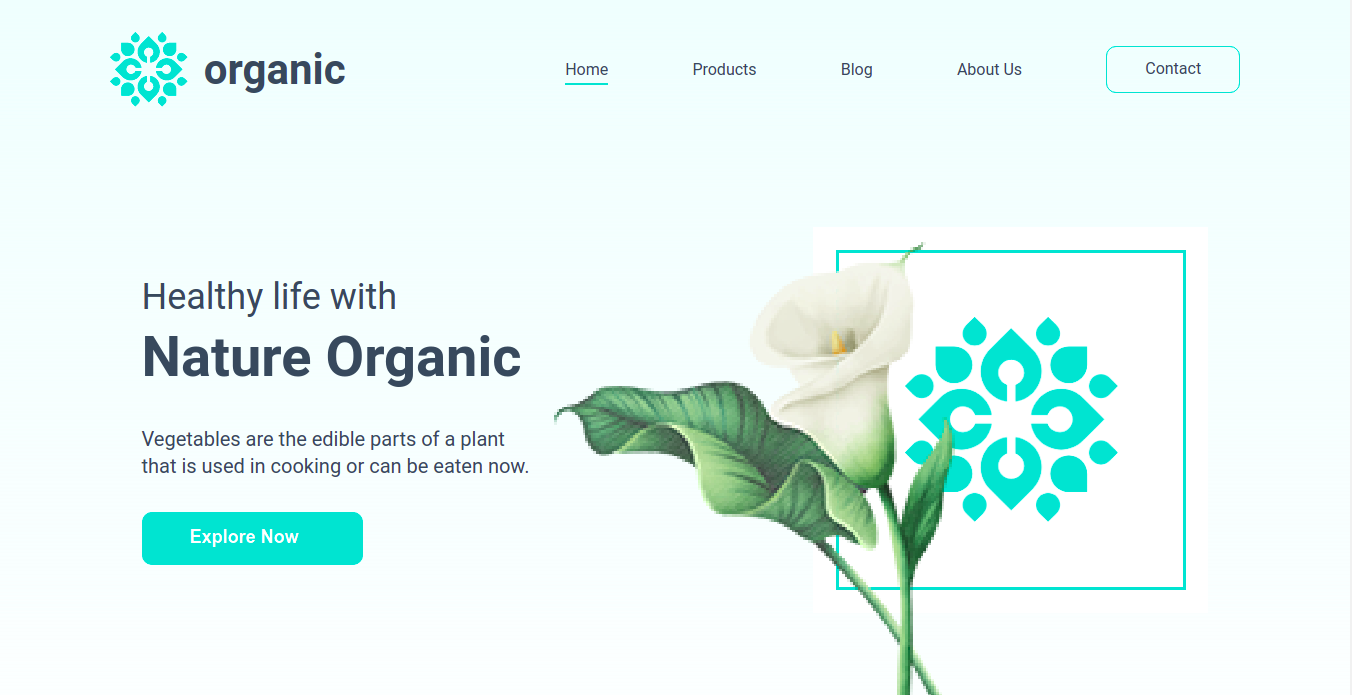 organic
Home
Products
Blog
About Us
Contact
Healthy life with
Nature Organic
Vegetables are the edible parts of a plant
that is used in cooking or can be eaten now.
Explore Now